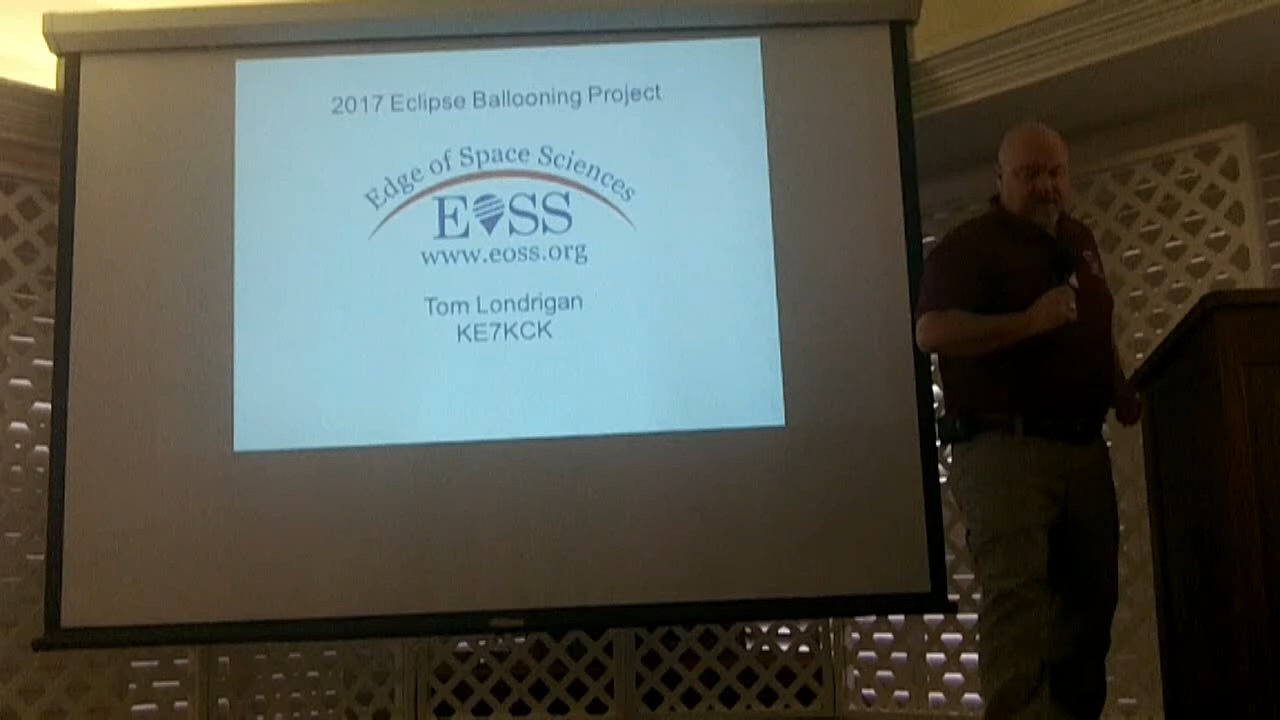 2017 Eclipse Ballooning Project
Edge of Space Sciences
EOSS
www.eoss.org
Tom Londrigan
KE7KCK